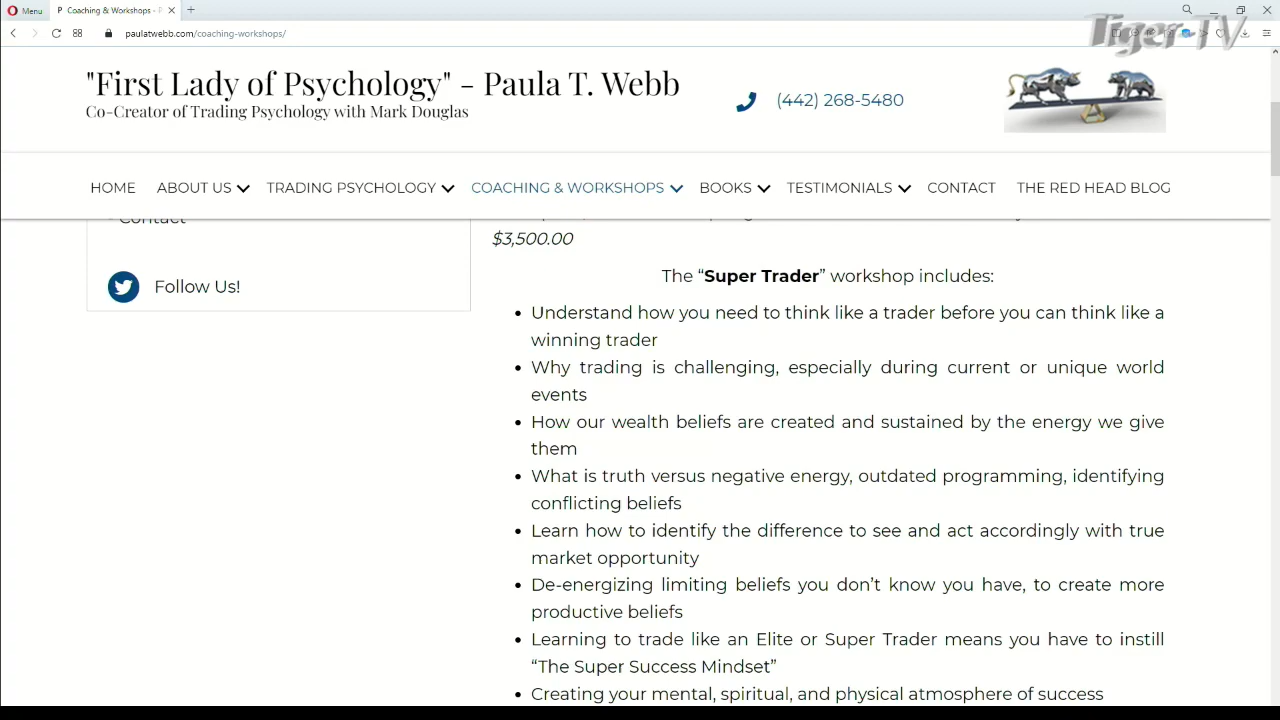 Menu
Coaching & Workshops - P
Tiger-TV
paulatwebb.com/coaching-workshops/
"First Lady of Psychology" - Paula T. Webb
Co-Creator of Trading Psychology with Mark Douglas
(442) 268-5480
HOME ABOUT US TRADING PSYCHOLOGY COACHING & WORKSHOPS BOOKS TESTIMONIALS CONTACT THE RED HEAD BLOG
Contact
$3,500.00
Follow Us!
The “Super Trader” workshop includes:
• Understand how you need to think like a trader before you can think like a
winning trader
• Why trading is challenging, especially during current or unique world
events
• How our wealth beliefs are created and sustained by the energy we give
them
• What is truth versus negative energy, outdated programming, identifying
conflicting beliefs
• Learn how to identify the difference to see and act accordingly with true
market opportunity
• De-energizing limiting beliefs you don’t know you have, to create more
productive beliefs
• Learning to trade like an Elite or Super Trader means you have to instill
“The Super Success Mindset”
• Creating your mental, spiritual, and physical atmosphere of success